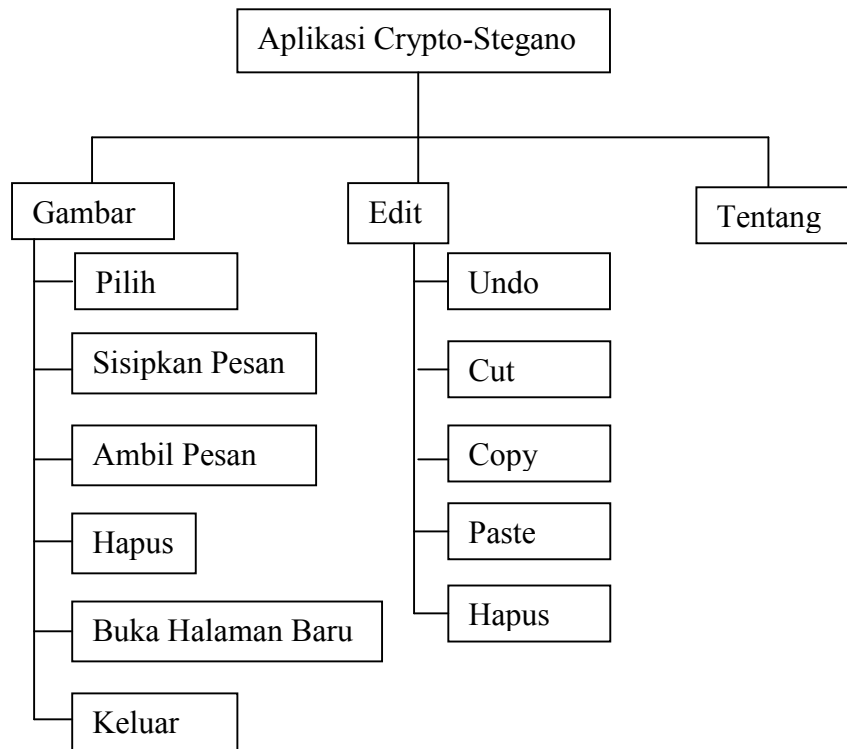 Aplikasi Crypto-Stegano
Gambar
Edit
Tentang
Pilih
Sisipkan Pesan
Ambil Pesan
Hapus
Buka Halaman Baru
Keluar
Undo
Cut
Copy
Paste
Hapus